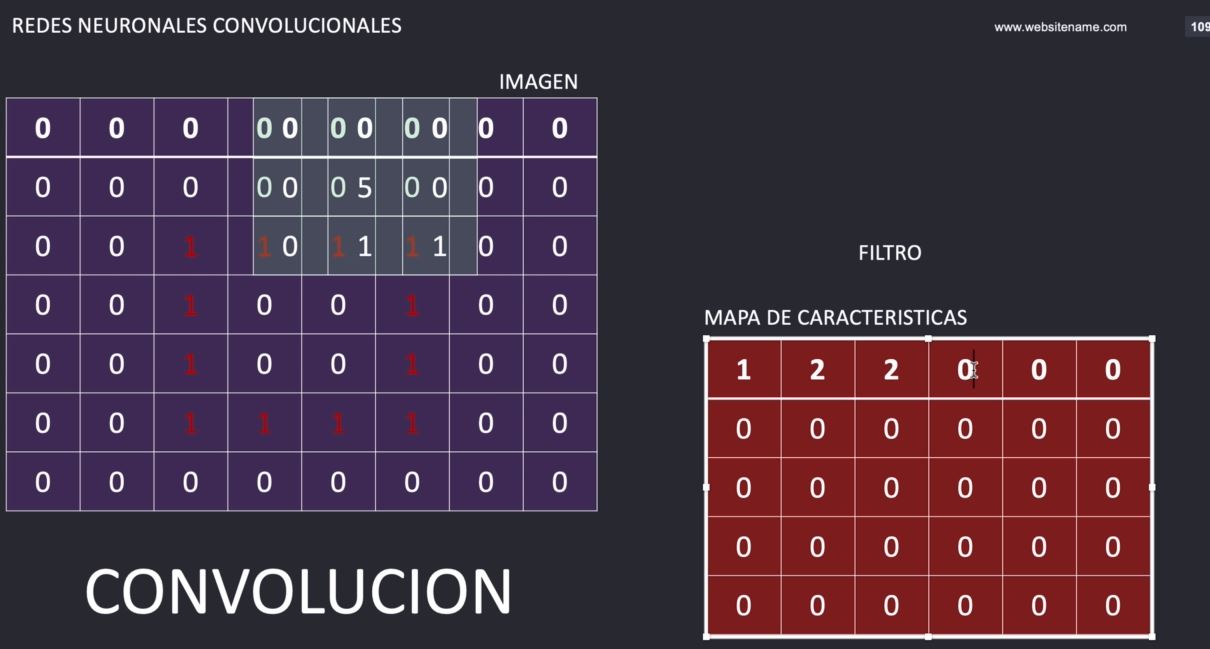 REDES NEURONALES CONVOLUCIONALES
www.websitename.com
109
IMAGEN
0 0 0 0 0 0 0 0 0 0 0
0 0 0 0 0 0 5 0 0 0 0
0 0 1 1 0 1 1 1 1 0 0
0 0 1 0 0 1 0 0
0 0 1 0 0 1 0 0
0 0 1 1 1 1 0 0
0 0 0 0 0 0 0 0
FILTRO
MAPA DE CARACTERISTICAS
1 2 2 0 0 0
0 0 0 0 0 0
0 0 0 0 0 0
0 0 0 0 0 0
0 0 0 0 0 0
CONVOLUCION